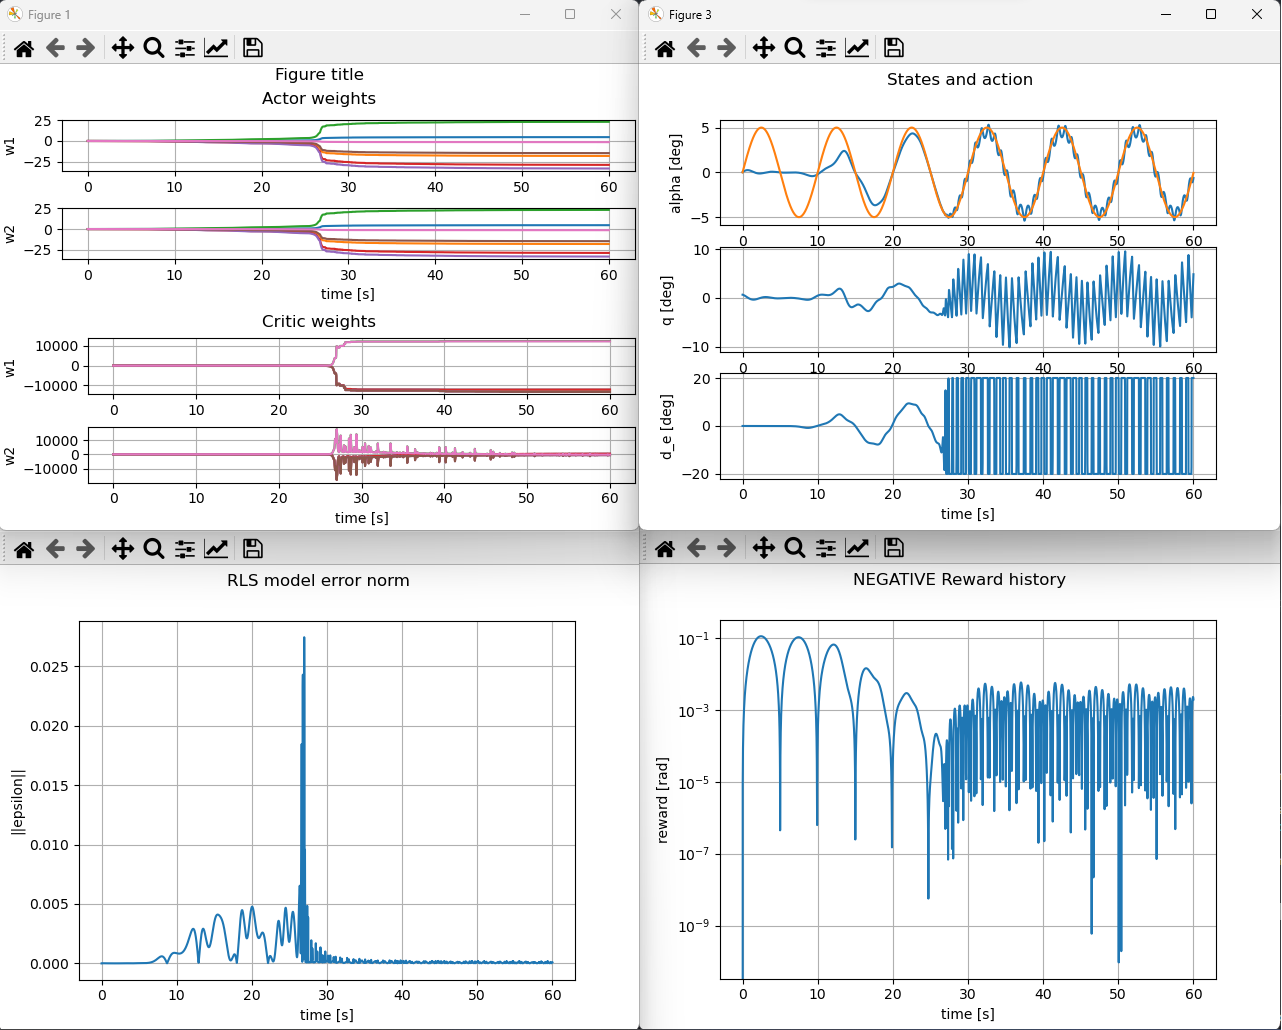 Figure 1
Figure title
Actor weights
w1
25
0
−25
0 10 20 30 40 50 60
w2
25
0
−25
0 10 20 30 40 50 60
time [s]
Critic weights
w1
10000
0
−10000
0 10 20 30 40 50 60
w2
10000
0
−10000
0 10 20 30 40 50 60
time [s]
Figure 3
States and action
alpha [deg]
5
0
−5
0 10 20 30 40 50 60
q [deg]
10
0
−10
0 10 20 30 40 50 60
d_e [deg]
20
0
−20
0 10 20 30 40 50 60
time [s]
RLS model error norm
||epsilon||
0.025
0.020
0.015
0.010
0.005
0.000
0 10 20 30 40 50 60
time [s]
NEGATIVE Reward history
reward [rad]
10⁻¹
10⁻³
10⁻⁵
10⁻⁷
10⁻⁹
0 10 20 30 40 50 60
time [s]